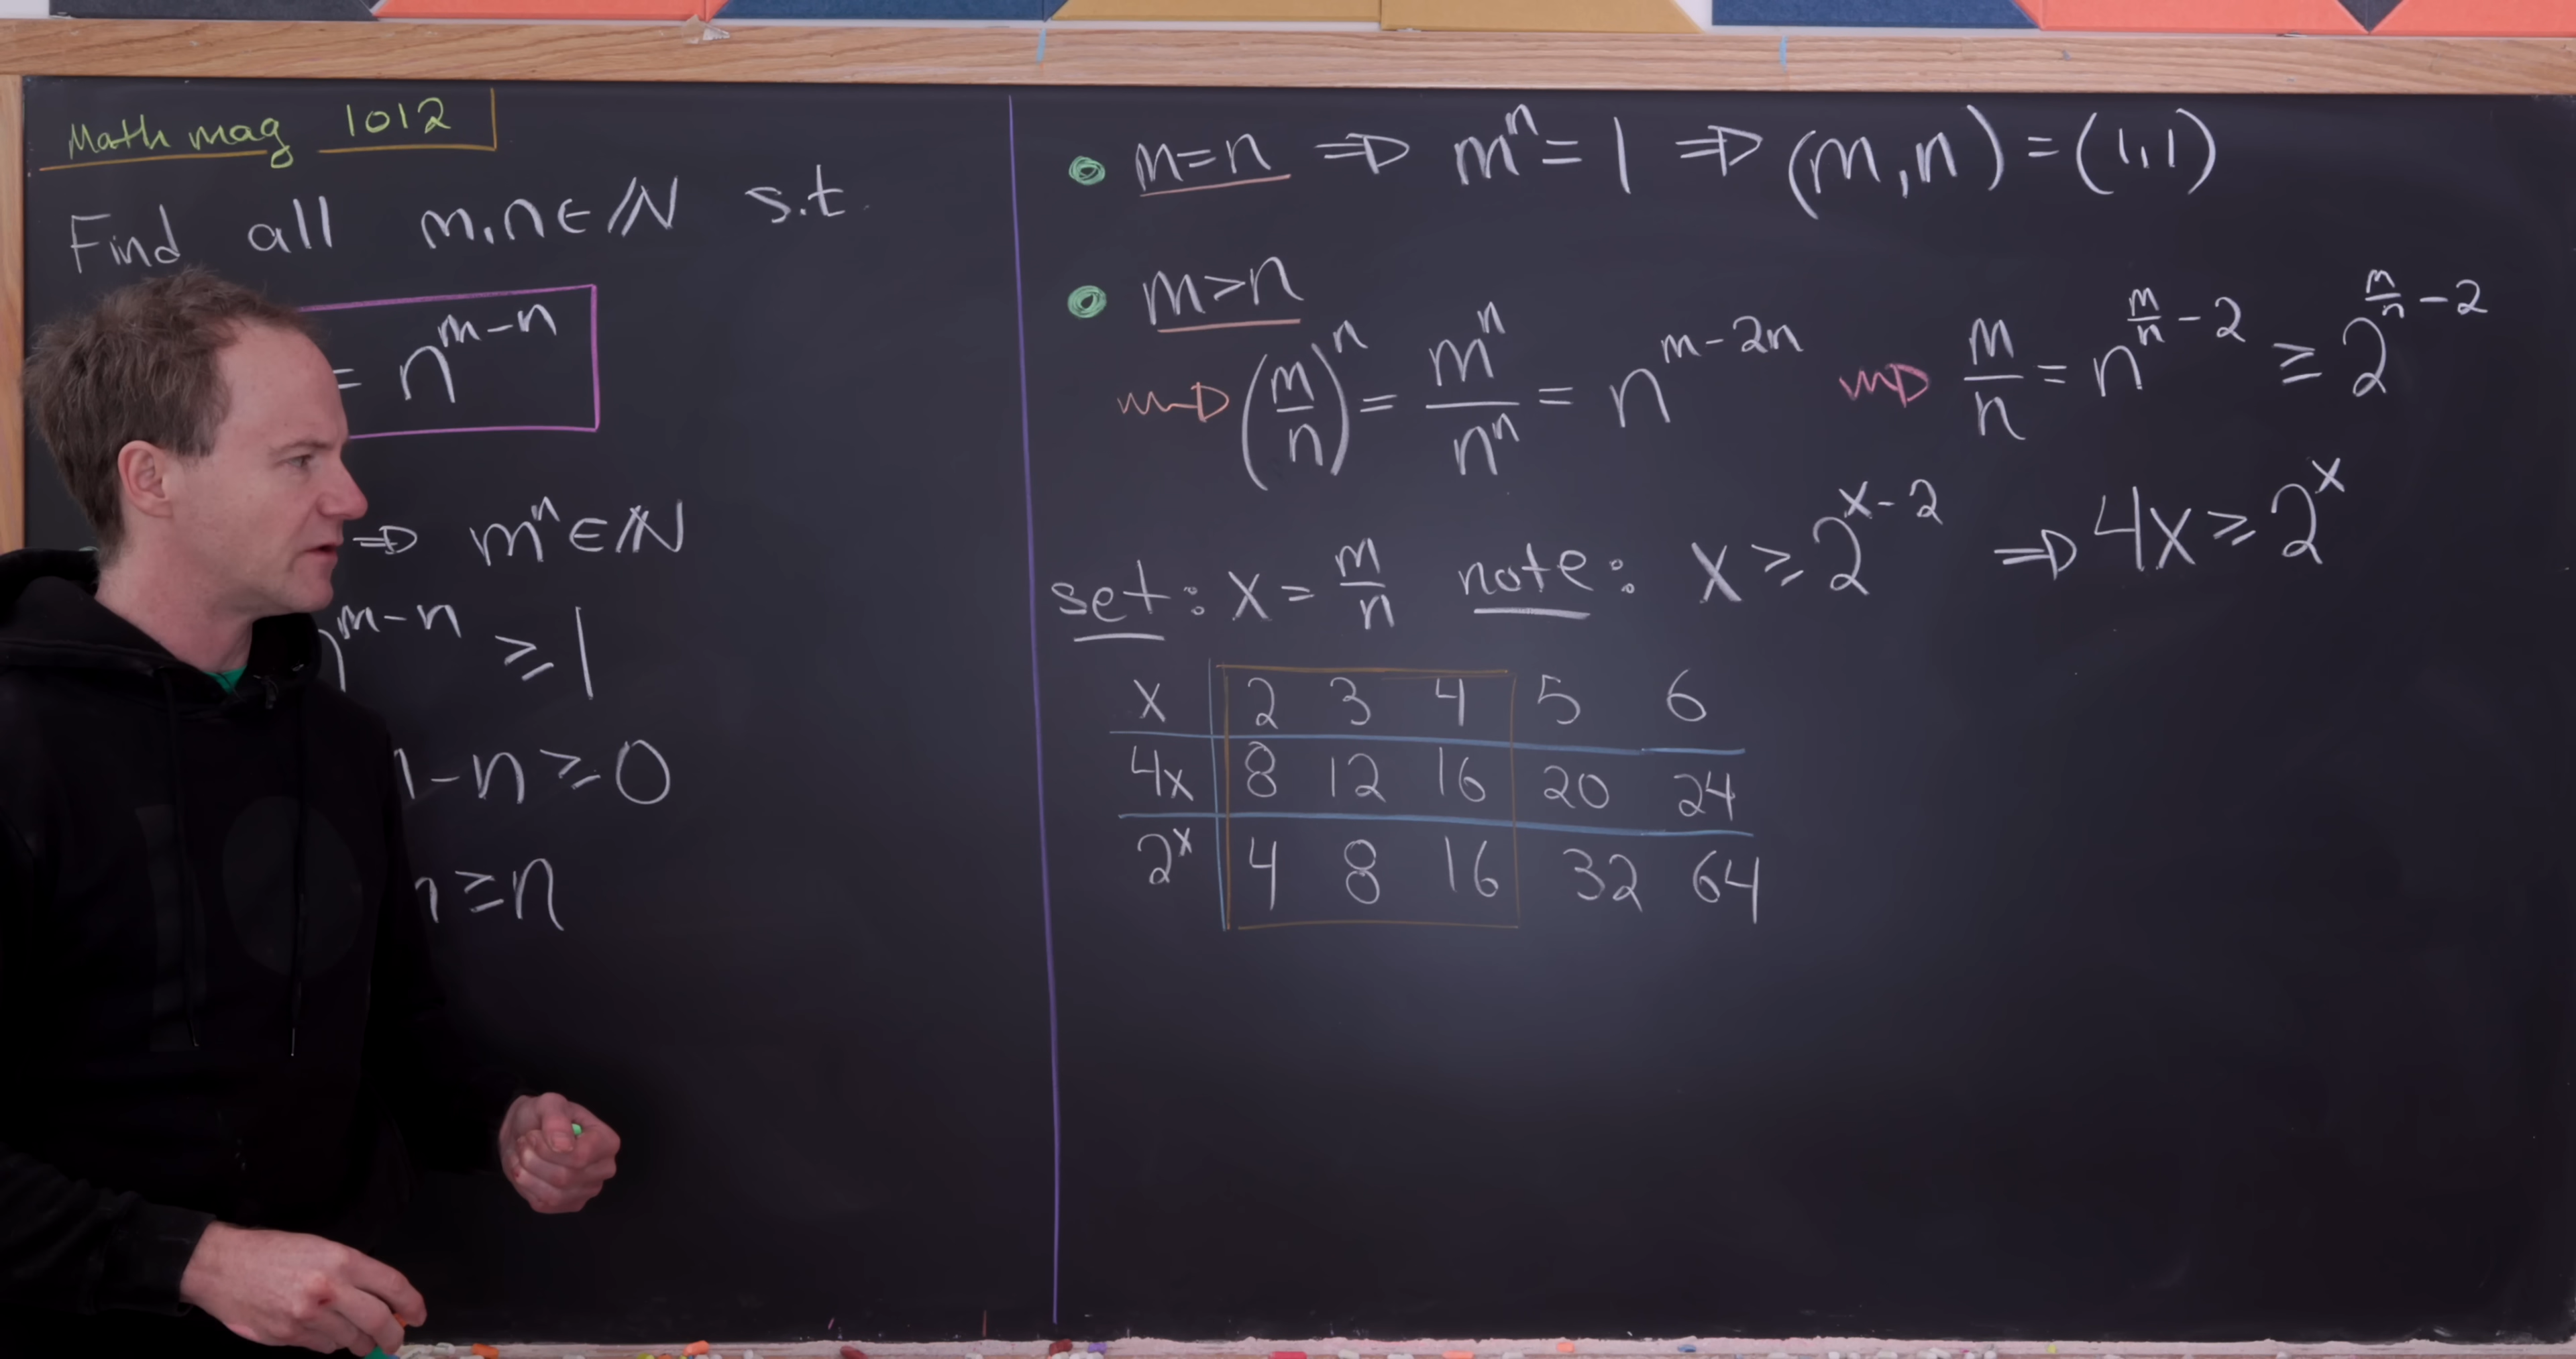 Math mag 1012
Find all m,n∈ℕ s.t.
= n^{m-n}
⇒ m^n∈ℕ
^{m-n} ≥ 1
-n ≥ 0
≥ n
• m=n ⇒ m^n = 1 ⇒ (m,n) = (1,1)
• m>n
⇝ (m/n)^n = m^n/n^n = n^{m-2n} ⇝ m/n = n^{m/n - 2} ≥ 2^{m/n - 2}
set: x = m/n note: x ≥ 2^{x-2} ⇒ 4x ≥ 2^x
x 2 3 4 5 6
4x 8 12 16 20 24
2^x 4 8 16 32 64